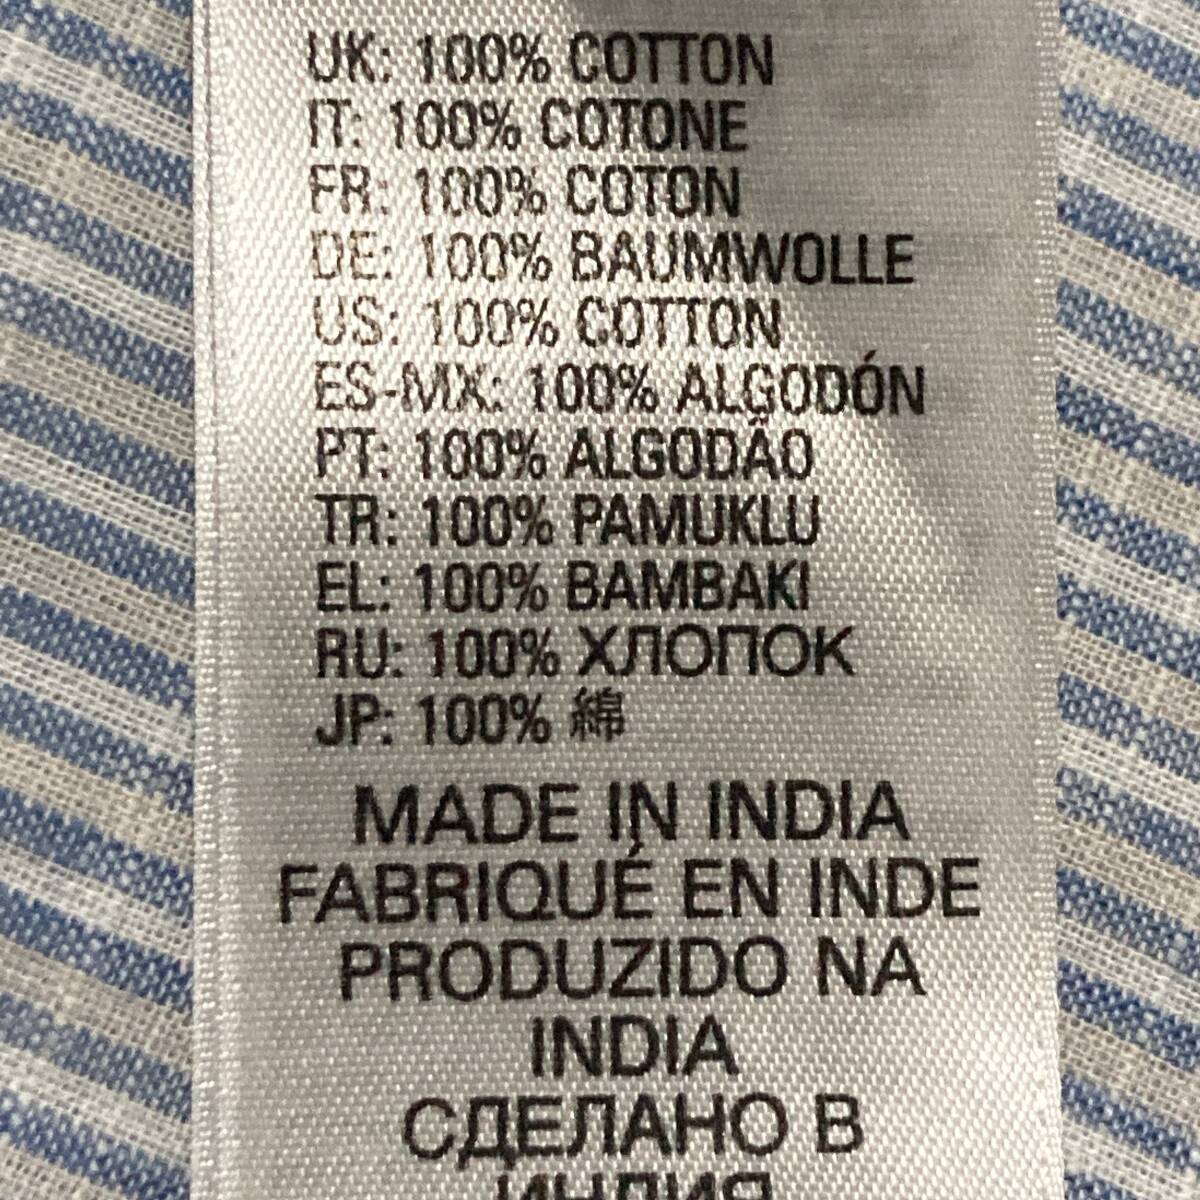 UK: 100% COTTON
IT: 100% COTONE
FR: 100% COTON
DE: 100% BAUMWOLLE
US: 100% COTTON
ES-MX: 100% ALGODÓN
PT: 100% ALGODÃO
TR: 100% PAMUKLU
EL: 100% BAMBAKI
RU: 100% ХЛОПОК
JP: 100% 綿
MADE IN INDIA
FABRIQUÉ EN INDE
PRODUZIDO NA
INDIA
СДЕЛАНО В
ИНДИЯ